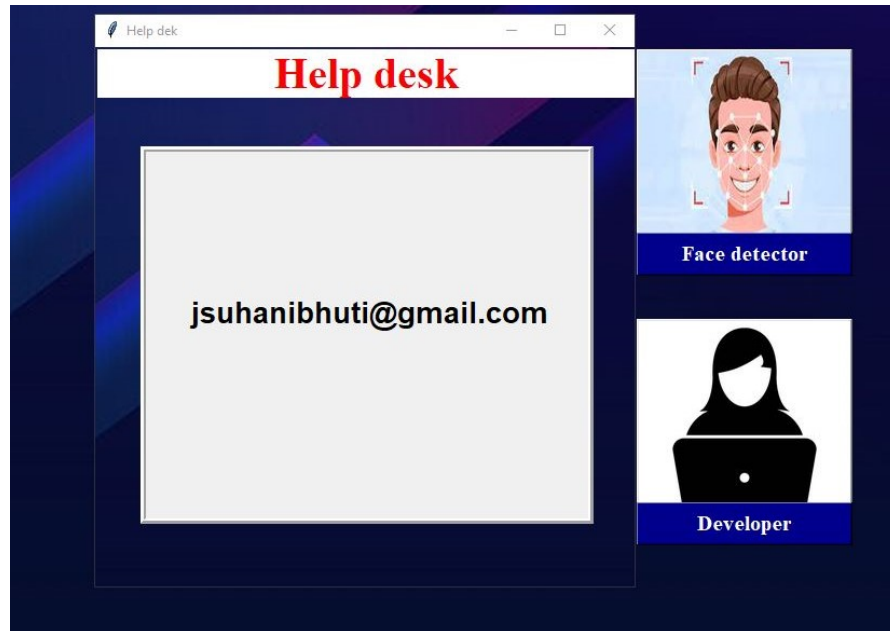 Help dek
Help desk
jsuhanibhuti@gmail.com
Face detector
Developer